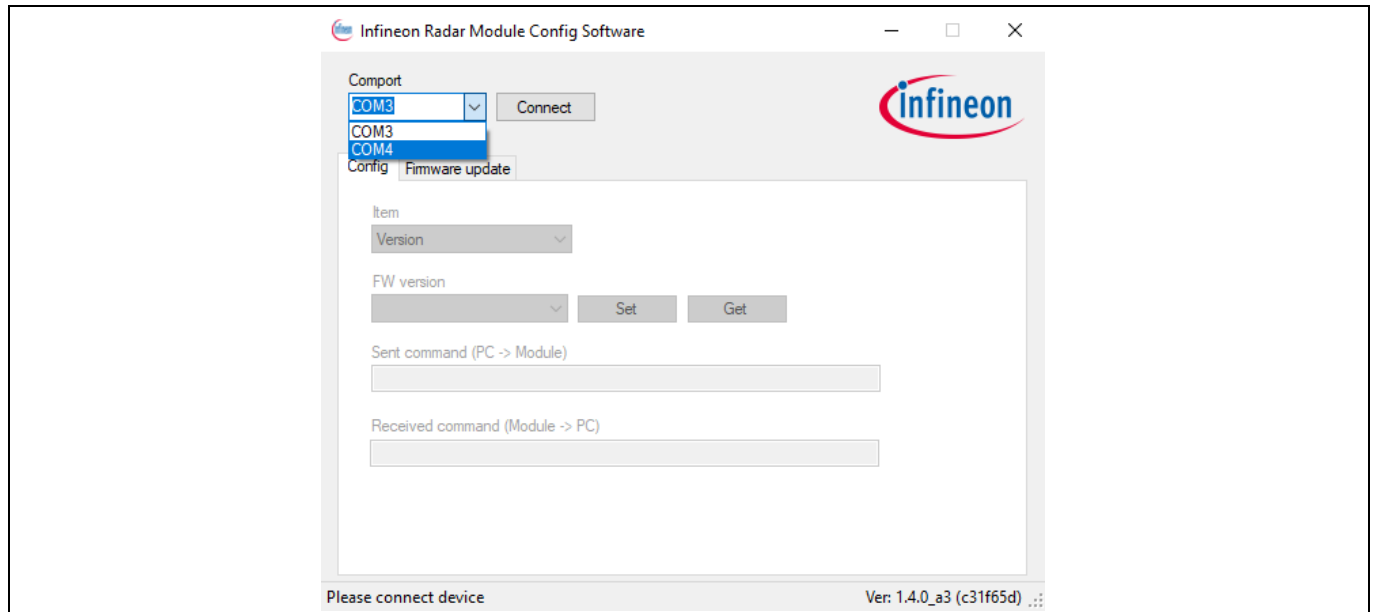 Infineon Radar Module Config Software
Comport
COM3 Connect
infineon
COM3
COM4
Config Firmware update
Item
Version
FW version
Set Get
Sent command (PC -> Module)
Received command (Module -> PC)
Please connect device Ver: 1.4.0_a3 (c31f65d)